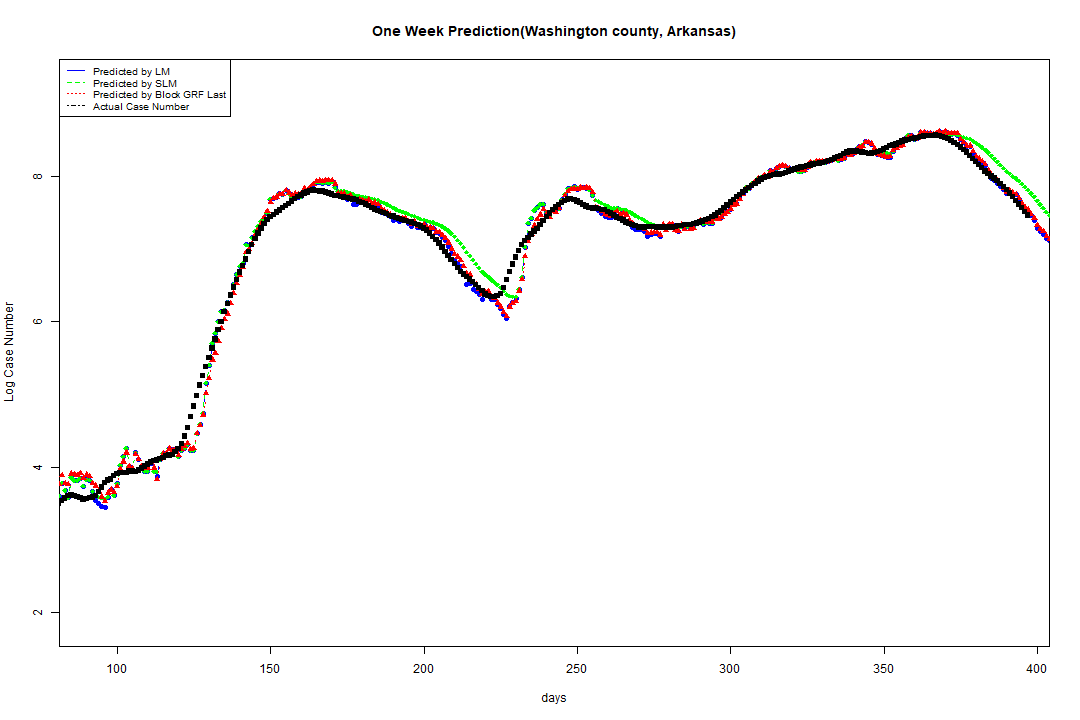 One Week Prediction(Washington county, Arkansas)
Predicted by LM
Predicted by SLM
Predicted by Block GRF Last
Actual Case Number
8
6
4
2
Log Case Number
100 150 200 250 300 350 400
days